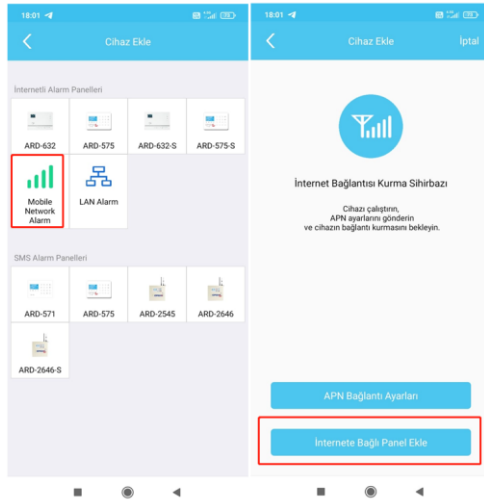 18:01
Cihaz Ekle
İnternetli Alarm Panelleri
ARD-632
ARD-575
ARD-632-S
ARD-575-S
Mobile
Network
Alarm
LAN Alarm
SMS Alarm Panelleri
ARD-571
ARD-575
ARD-2545
ARD-2646
ARD-2646-S
18:01
Cihaz Ekle
İptal
İnternet Bağlantısı Kurma Sihirbazı
Cihazı çalıştırın,
APN ayarlarını gönderin
ve cihazın bağlantı kurmasını bekleyin.
APN Bağlantı Ayarları
İnternete Bağlı Panel Ekle